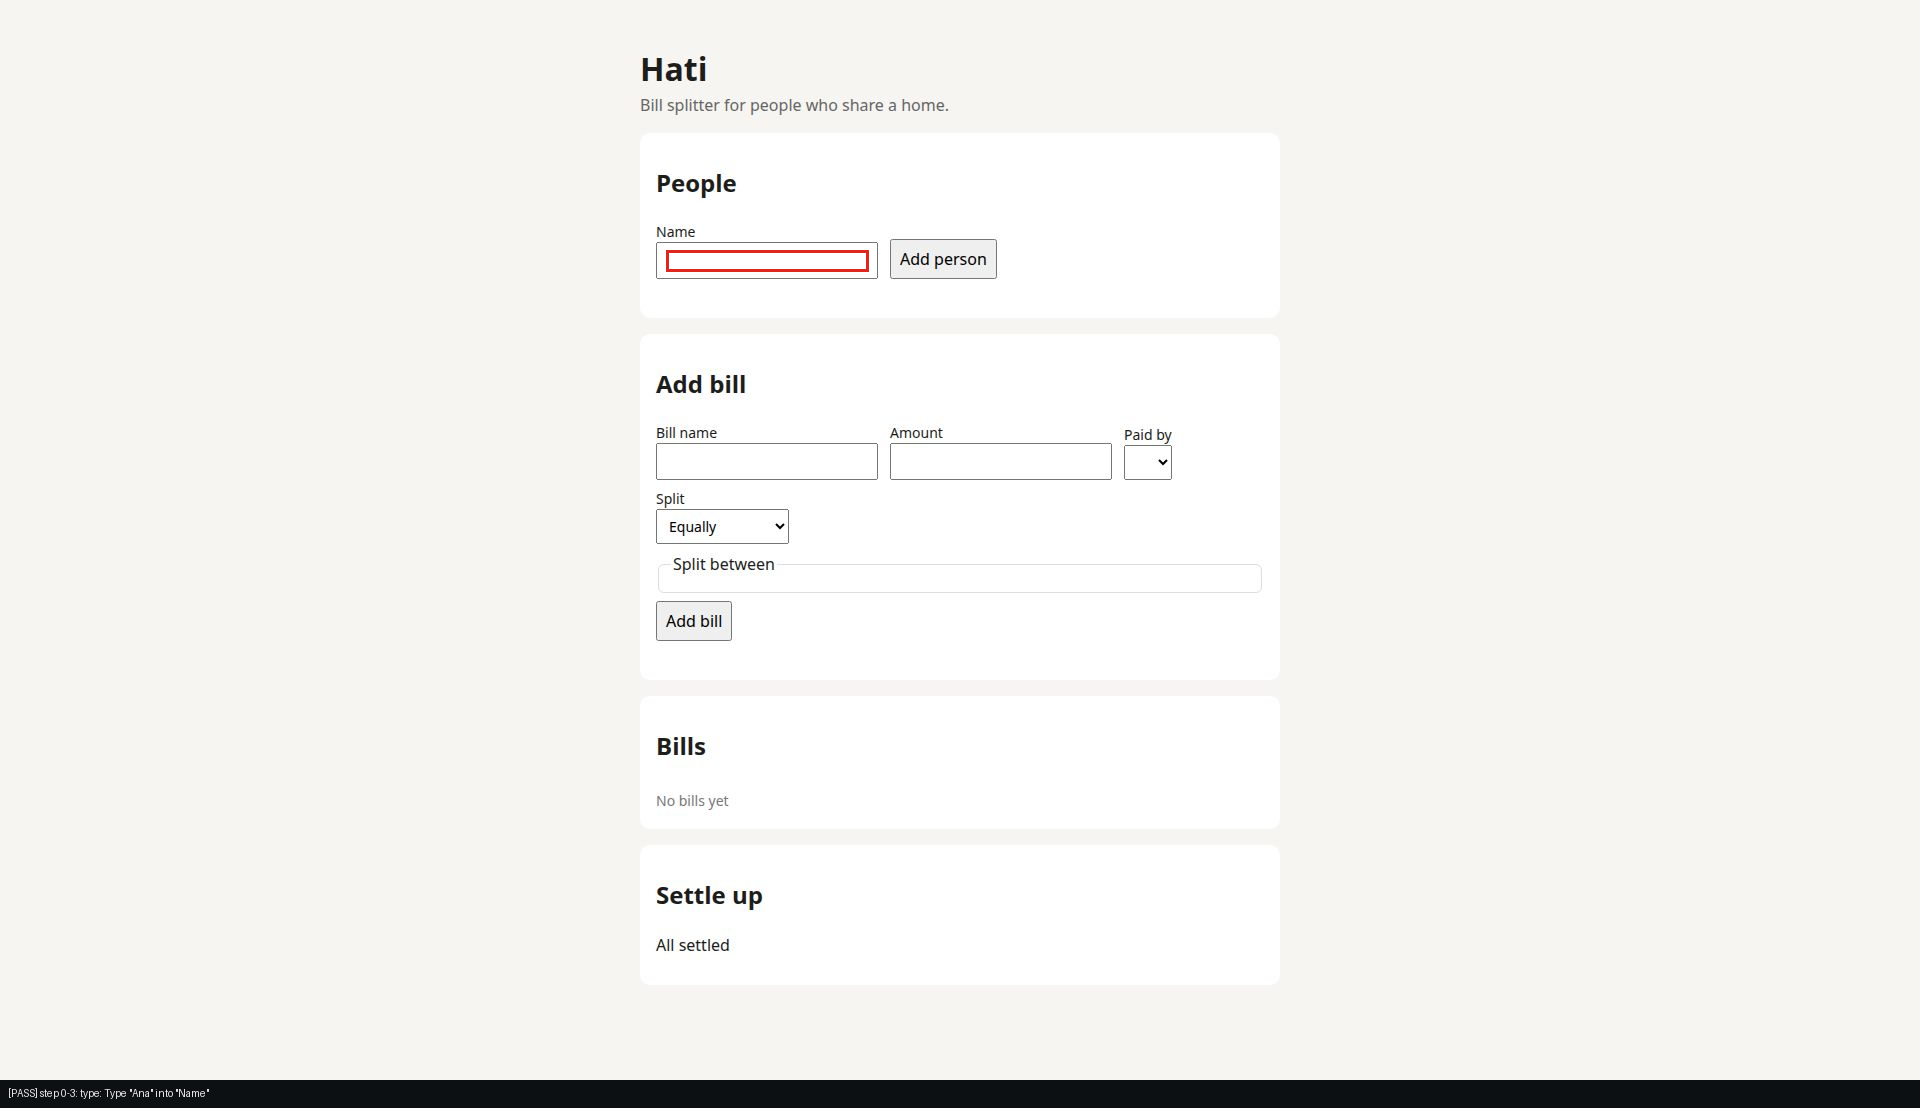 Hati
Bill splitter for people who share a home.
People
Name
Add person
Add bill
Bill name
Amount
Paid by
Split
Equally
Split between
Add bill
Bills
No bills yet
Settle up
All settled
[PASS] step 0-3: type: Type "Ana" into "Name"